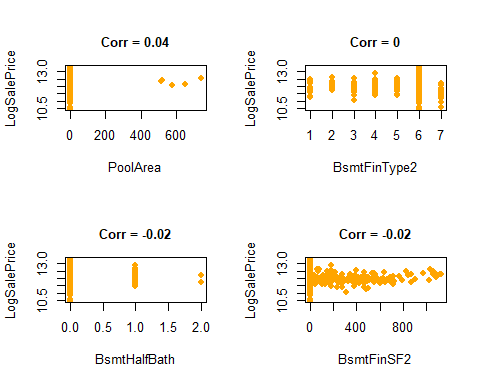 Corr = 0.04
LogSalePrice
10.5 13.0
0 200 400 600
PoolArea
Corr = 0
LogSalePrice
10.5 13.0
1 2 3 4 5 6 7
BsmtFinType2
Corr = -0.02
LogSalePrice
10.5 13.0
0.0 0.5 1.0 1.5 2.0
BsmtHalfBath
Corr = -0.02
LogSalePrice
10.5 13.0
0 400 800
BsmtFinSF2